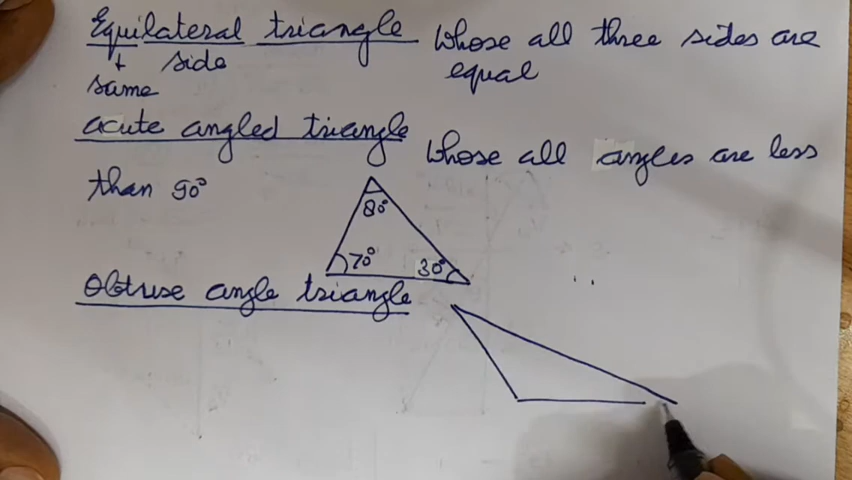 Equilateral triangle whose all three sides are
↓ side equal
same
acute angled triangle whose all angles are less
than 90°
80°
70° 30°
Obtuse angle triangle